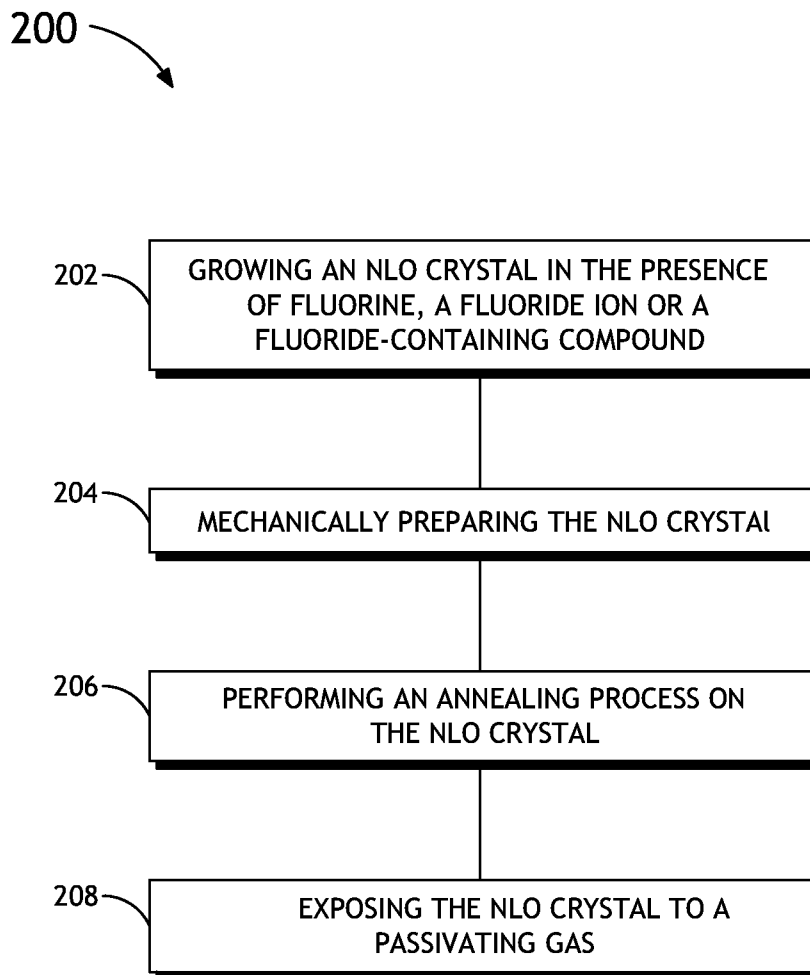 200
202
GROWING AN NLO CRYSTAL IN THE PRESENCE
OF FLUORINE, A FLUORIDE ION OR A
FLUORIDE-CONTAINING COMPOUND
204
MECHANICALLY PREPARING THE NLO CRYSTAl
206
PERFORMING AN ANNEALING PROCESS ON
THE NLO CRYSTAL
208
EXPOSING THE NLO CRYSTAL TO A
PASSIVATING GAS